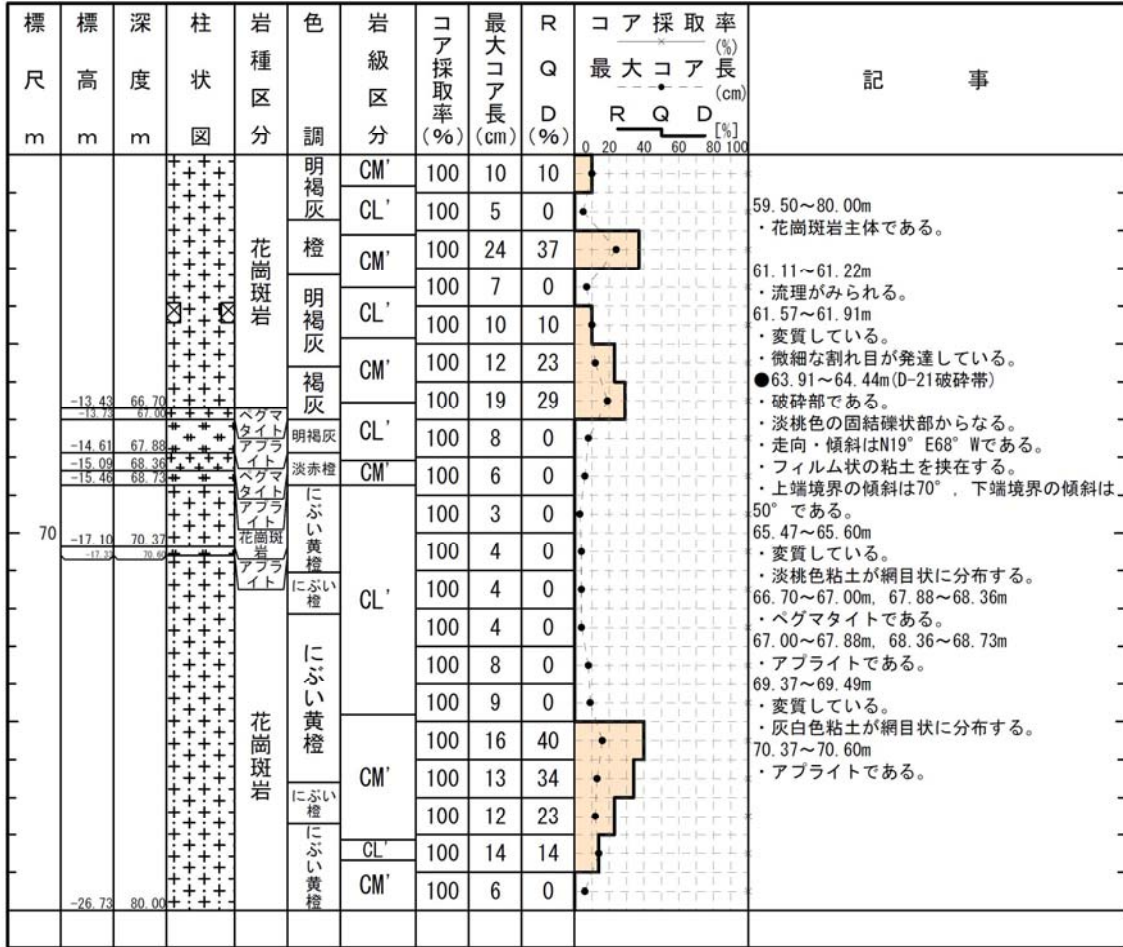 標尺m
標高m
深度m
柱状図
岩種区分
色調
岩級区分
コア採取率(%)
最大コア長(cm)
RQD(%)
コア採取率
(%)
最大コア長
(cm)
RQD
[%]
0 20 40 60 80 100
記事
花崗斑岩
明褐灰
橙
明褐灰
褐灰
CM'
CL'
CM'
CL'
CM'
100 10 10
100 5 0
100 24 37
100 7 0
100 10 10
100 12 23
100 19 29
-13.43 66.70
-13.73 67.00
-14.61 67.88
-15.09 68.36
-15.46 68.73
ペグマタイト
アプライト
ペグマタイト
アプライト
花崗斑岩
アプライト
明褐灰
淡赤橙
にぶい黄橙
にぶい橙
CL'
CM'
CL'
100 8 0
100 6 0
100 3 0
70
-17.10 70.37
70.60
100 4 0
100 4 0
100 4 0
100 8 0
100 9 0
花崗斑岩
にぶい黄橙
にぶい橙
にぶい黄橙
CM'
CL'
CM'
100 16 40
100 13 34
100 12 23
100 14 14
100 6 0
-26.73 80.00
59.50～80.00m
・花崗斑岩主体である。
61.11～61.22m
・流理がみられる。
61.57～61.91m
・変質している。
・微細な割れ目が発達している。
●63.91～64.44m(D-21破砕帯)
・破砕部である。
・淡桃色の固結礫状部からなる。
・走向・傾斜はN19°E68°Wである。
・フィルム状の粘土を挟在する。
・上端境界の傾斜は70°，下端境界の傾斜は
50°である。
65.47～65.60m
・変質している。
・淡桃色粘土が網目状に分布する。
66.70～67.00m, 67.88～68.36m
・ペグマタイトである。
67.00～67.88m, 68.36～68.73m
・アプライトである。
69.37～69.49m
・変質している。
・灰白色粘土が網目状に分布する。
70.37～70.60m
・アプライトである。